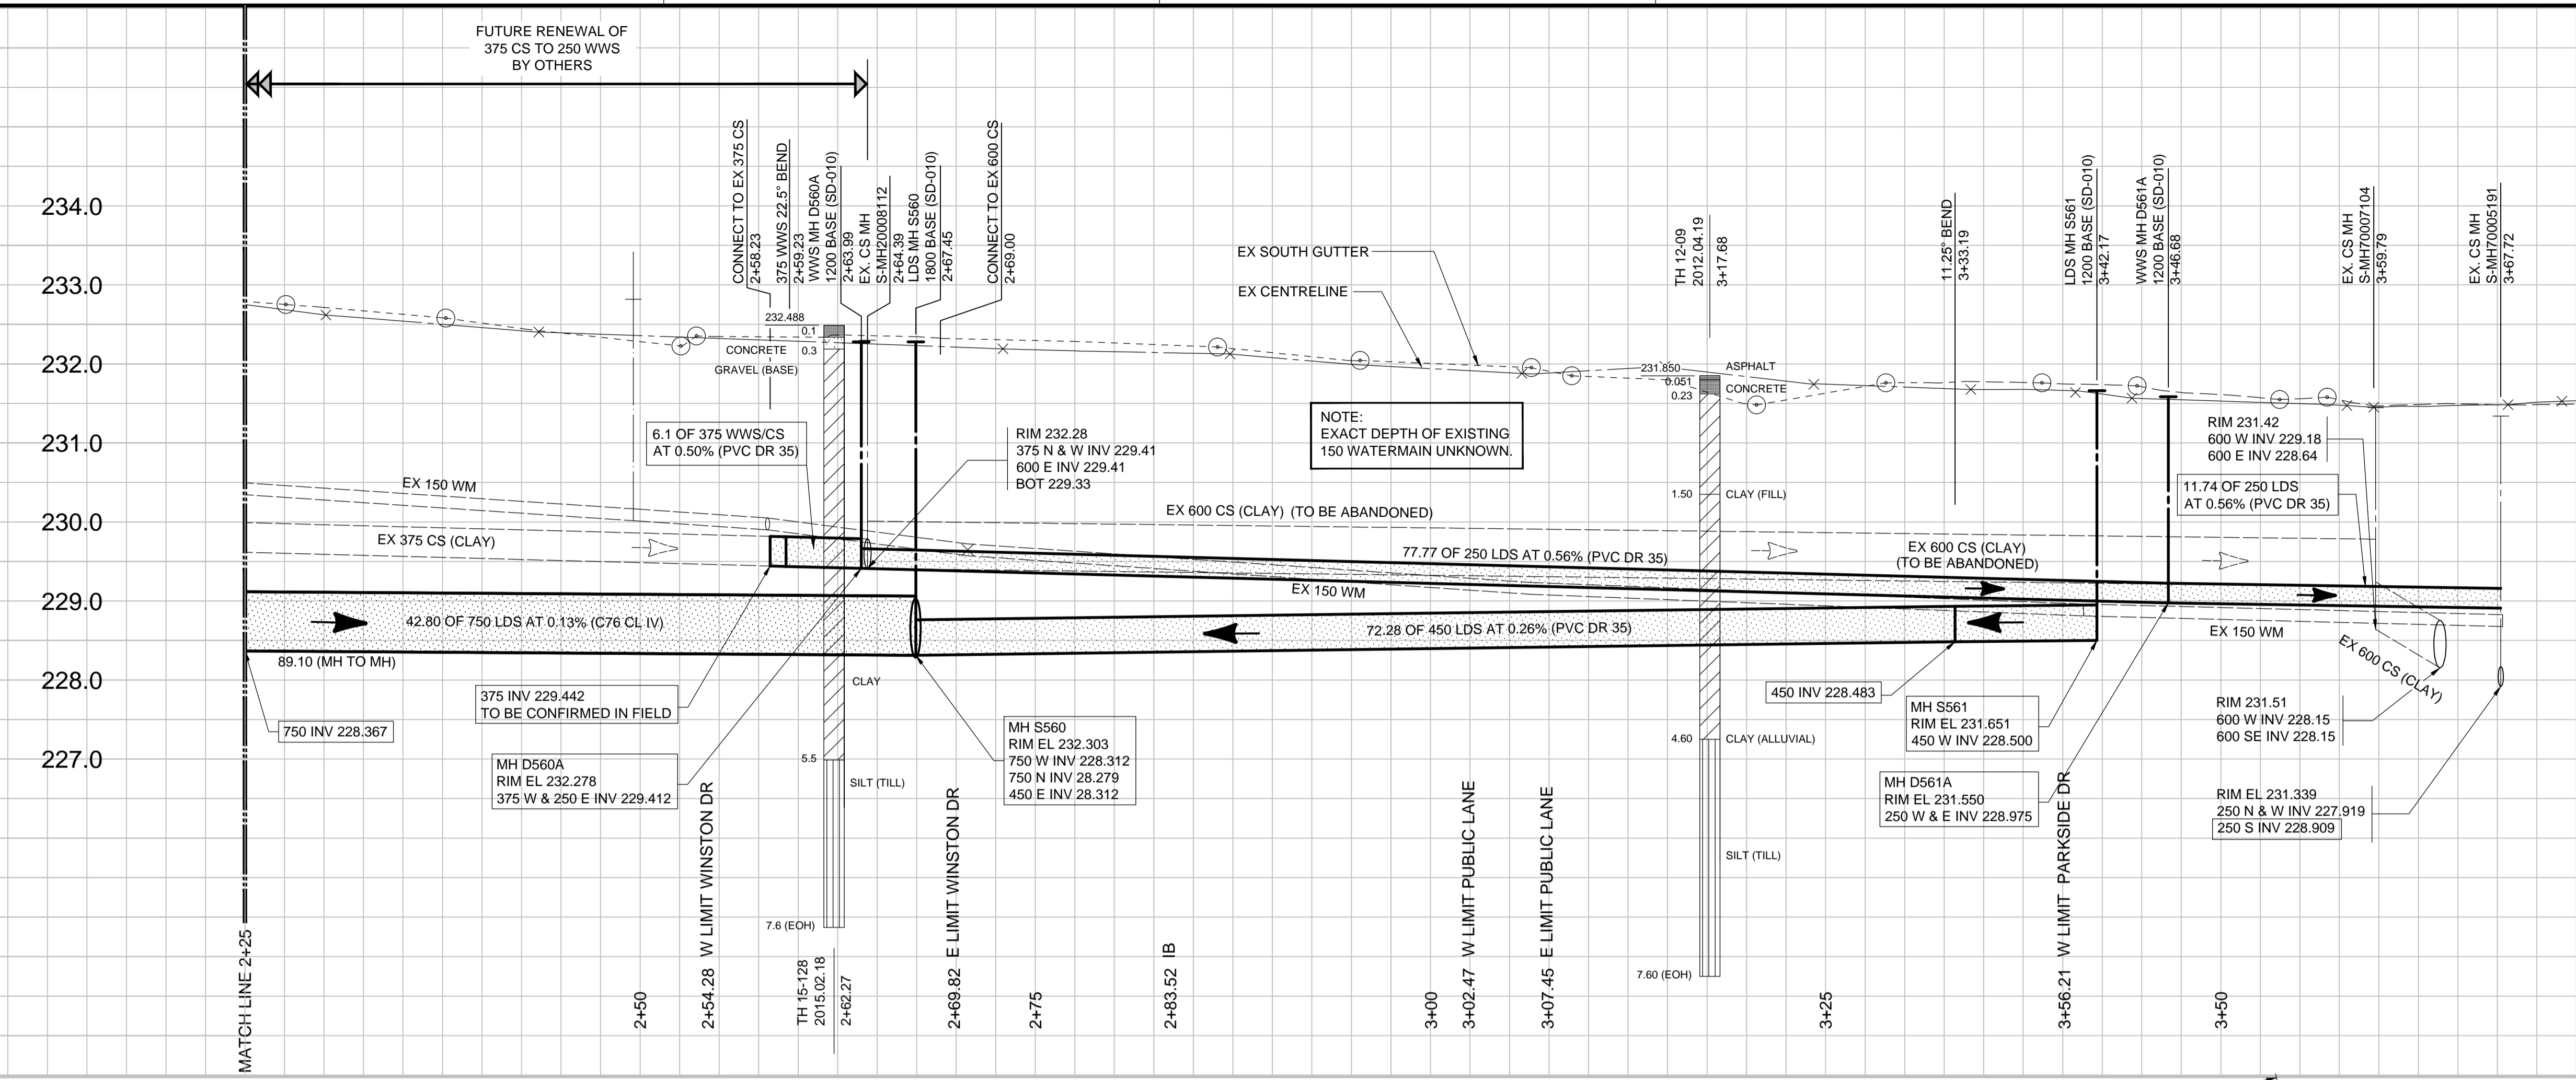 FUTURE RENEWAL OF
375 CS TO 250 WWS
BY OTHERS
234.0
233.0
232.0
231.0
230.0
229.0
228.0
227.0
CONNECT TO EX 375 CS
2+58.23
375 WWS 22.5° BEND
2+59.23
WWS MH D560A
1200 BASE (SD-010)
2+63.99
EX. CS MH
S-MH20008112
2+64.39
LDS MH S560
1800 BASE (SD-010)
2+67.45
CONNECT TO EX 600 CS
2+69.00
EX SOUTH GUTTER
EX CENTRELINE
TH 12-09
2012.04.19
3+17.68
11.25° BEND
3+33.19
LDS MH S561
1200 BASE (SD-010)
3+42.17
WWS MH D561A
1200 BASE (SD-010)
3+46.68
EX. CS MH
S-MH70007104
3+59.79
EX. CS MH
S-MH70005191
3+67.72
232.488
0.1
CONCRETE
0.3
GRAVEL (BASE)
231.850
ASPHALT
0.051
CONCRETE
0.23
6.1 OF 375 WWS/CS
AT 0.50% (PVC DR 35)
RIM 232.28
375 N & W INV 229.41
600 E INV 229.41
BOT 229.33
NOTE:
EXACT DEPTH OF EXISTING
150 WATERMAIN UNKNOWN.
RIM 231.42
600 W INV 229.18
600 E INV 228.64
11.74 OF 250 LDS
AT 0.56% (PVC DR 35)
EX 150 WM
EX 375 CS (CLAY)
EX 600 CS (CLAY) (TO BE ABANDONED)
1.50
CLAY (FILL)
77.77 OF 250 LDS AT 0.56% (PVC DR 35)
EX 600 CS (CLAY)
(TO BE ABANDONED)
EX 150 WM
42.80 OF 750 LDS AT 0.13% (C76 CL IV)
72.28 OF 450 LDS AT 0.26% (PVC DR 35)
EX 150 WM
EX 600 CS (CLAY)
89.10 (MH TO MH)
CLAY
375 INV 229.442
TO BE CONFIRMED IN FIELD
750 INV 228.367
450 INV 228.483
MH S560
RIM EL 232.303
750 W INV 228.312
750 N INV 28.279
450 E INV 28.312
MH S561
RIM EL 231.651
450 W INV 228.500
RIM 231.51
600 W INV 228.15
600 SE INV 228.15
4.60
CLAY (ALLUVIAL)
5.5
SILT (TILL)
MH D560A
RIM EL 232.278
375 W & 250 E INV 229.412
MH D561A
RIM EL 231.550
250 W & E INV 228.975
RIM EL 231.339
250 N & W INV 227.919
250 S INV 228.909
SILT (TILL)
7.6 (EOH)
7.60 (EOH)
MATCH LINE 2+25
2+50
2+54.28 W LIMIT WINSTON DR
TH 15-128
2015.02.18
2+62.27
2+69.82 E LIMIT WINSTON DR
2+75
2+83.52 IB
3+00
3+02.47 W LIMIT PUBLIC LANE
3+07.45 E LIMIT PUBLIC LANE
3+25
3+56.21 W LIMIT PARKSIDE DR
3+50